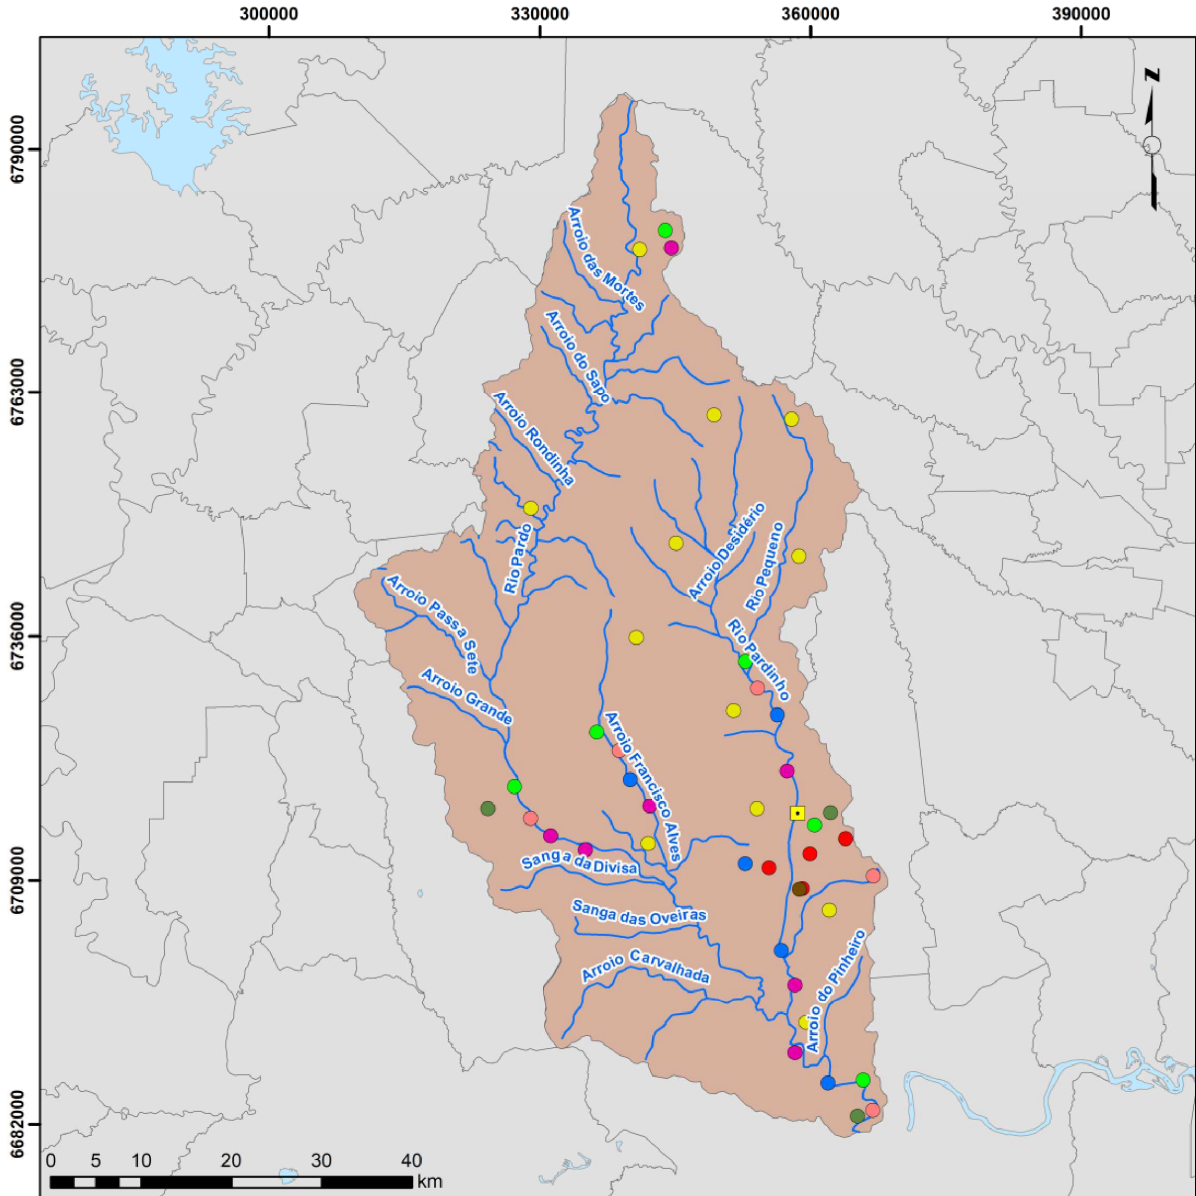 300000 330000 360000 390000
6790000
6763000
6736000
6709000
6682000
N
Arroio das Mortes
Arroio do Sapo
Arroio Rondinha
Rio Pardo
Arroio Desidério
Rio Pequeno
Arroio Passa Sete
Rio Pardinho
Arroio Grande
Arroio Francisco Alves
Sanga da Divisa
Sanga das Oveiras
Arroio Carvalhada
Arroio do Pinheiro
0 5 10 20 30 40
km